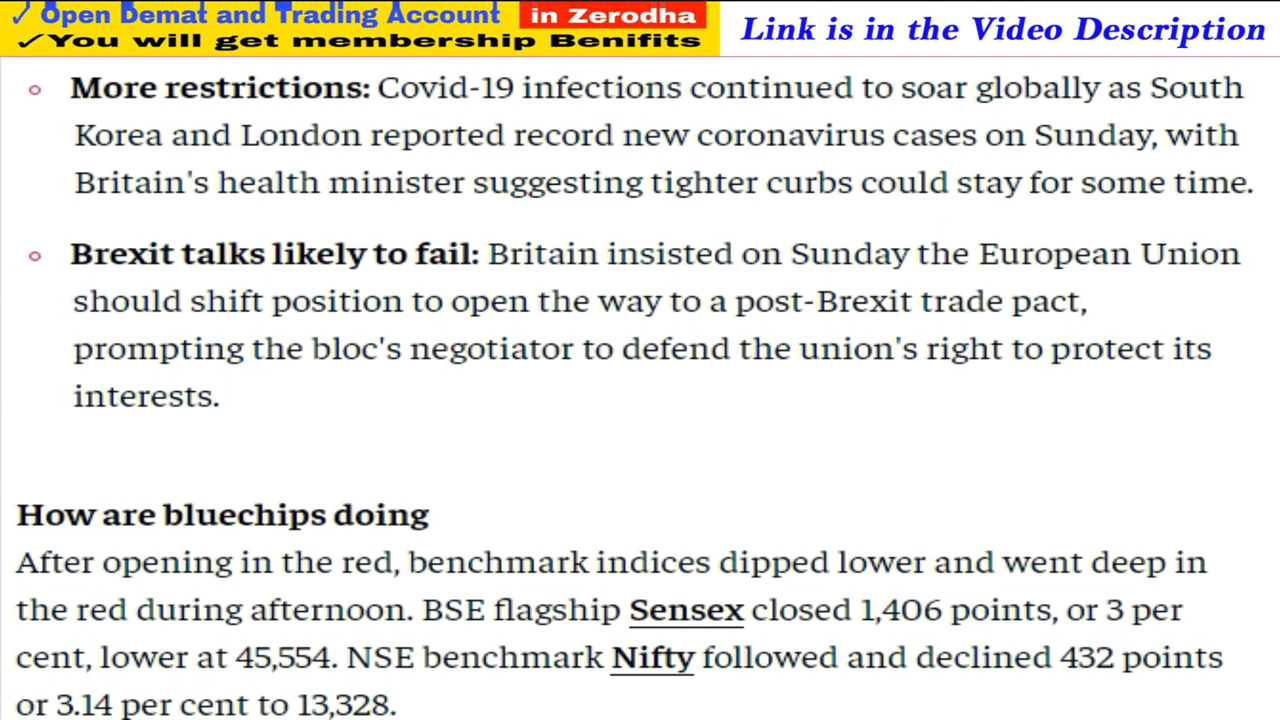 ✓ Open Demat and Trading Account in Zerodha
✓You will get membership Benifits
Link is in the Video Description
More restrictions: Covid-19 infections continued to soar globally as South
Korea and London reported record new coronavirus cases on Sunday, with
Britain's health minister suggesting tighter curbs could stay for some time.
Brexit talks likely to fail: Britain insisted on Sunday the European Union
should shift position to open the way to a post-Brexit trade pact,
prompting the bloc's negotiator to defend the union's right to protect its
interests.
How are bluechips doing
After opening in the red, benchmark indices dipped lower and went deep in
the red during afternoon. BSE flagship Sensex closed 1,406 points, or 3 per
cent, lower at 45,554. NSE benchmark Nifty followed and declined 432 points
or 3.14 per cent to 13,328.